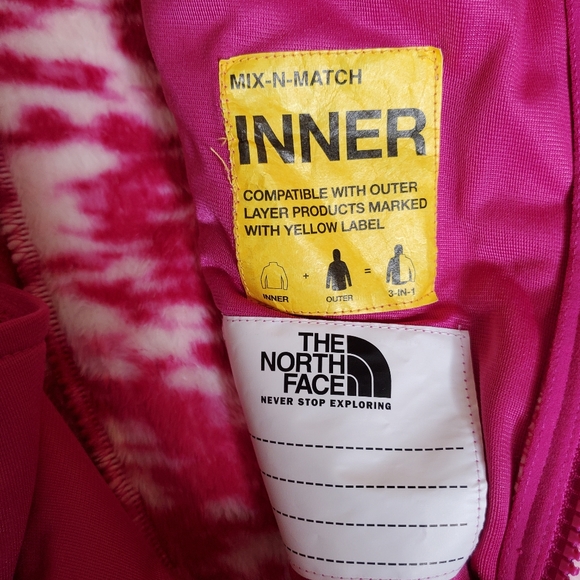 MIX-N-MATCH
INNER
COMPATIBLE WITH OUTER
LAYER PRODUCTS MARKED
WITH YELLOW LABEL
+ =
INNER OUTER 3-IN-1
THE
NORTH
FACE
NEVER STOP EXPLORING